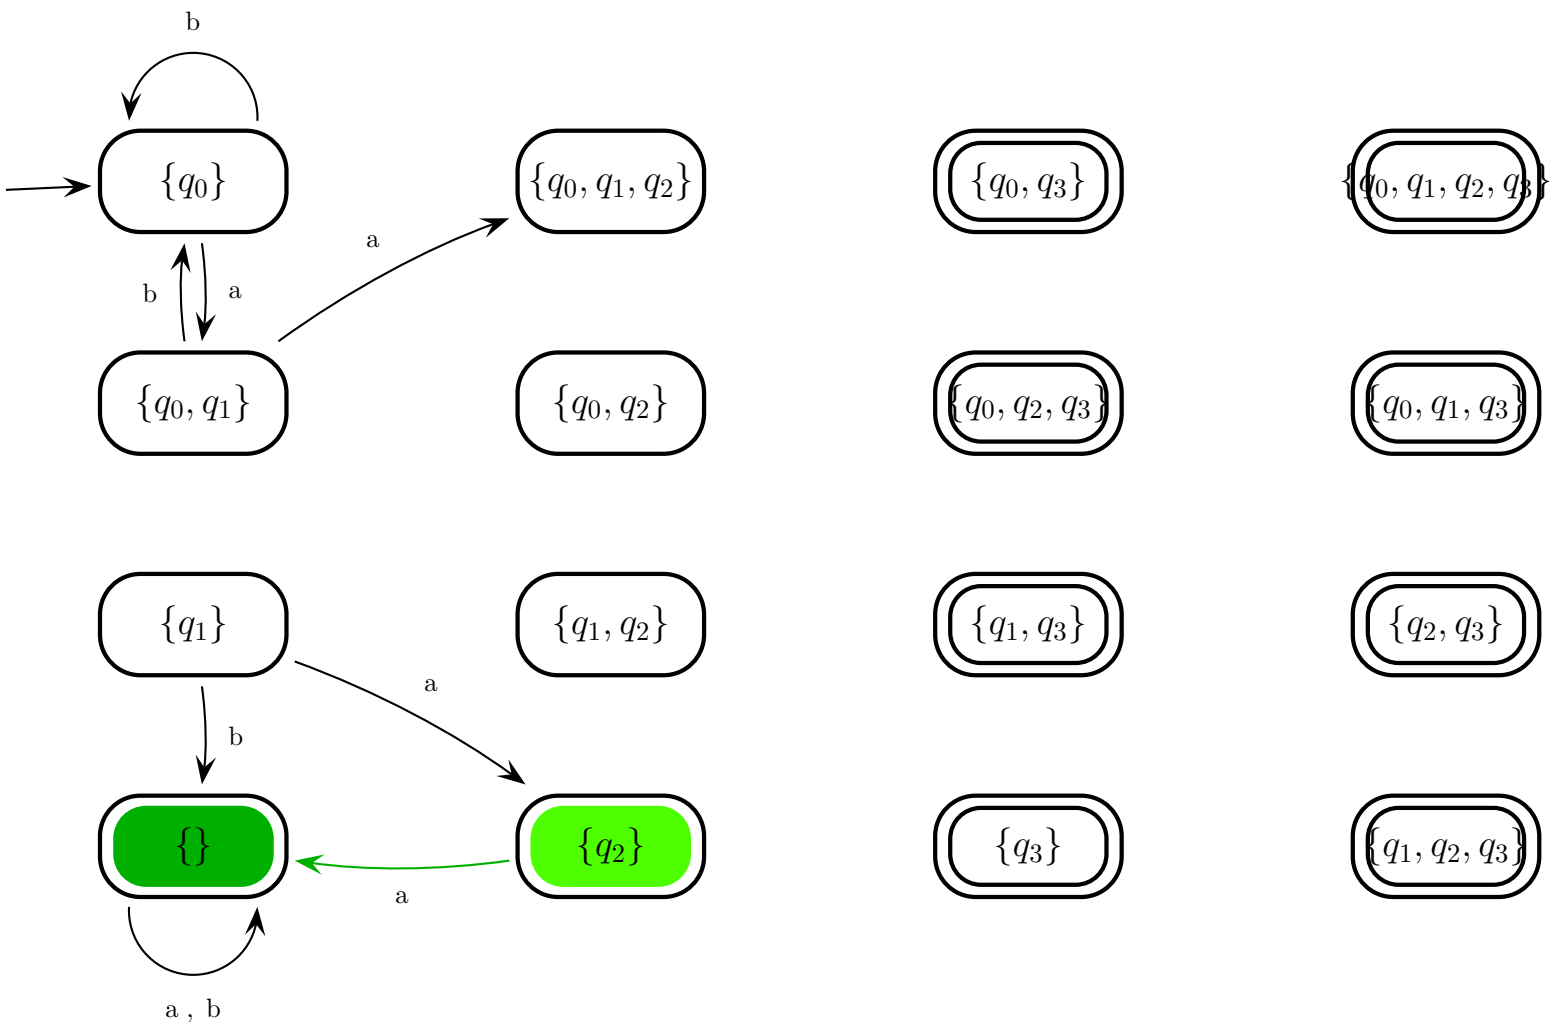 b
{q₀} {q₀, q₁, q₂} {q₀, q₃} {q₀, q₁, q₂, q₃}
a
b a
{q₀, q₁} {q₀, q₂} {q₀, q₂, q₃} {q₀, q₁, q₃}
{q₁} {q₁, q₂} {q₁, q₃} {q₂, q₃}
a
b
{} {q₂} {q₃} {q₁, q₂, q₃}
a
a , b